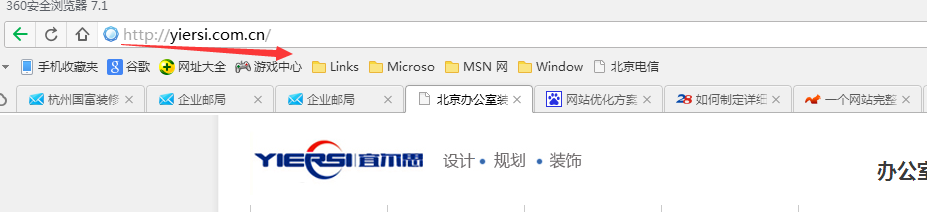 360安全浏览器 7.1
http://yiersi.com.cn/
手机收藏夹 谷歌 网址大全 游戏中心 Links Microso MSN 网 Window 北京电信
杭州国富装修 企业邮局 企业邮局 北京办公室装 网站优化方案 如何制定详细 一个网站完整
YIERSI 宜尔思 设计 • 规划 • 装饰
办公室